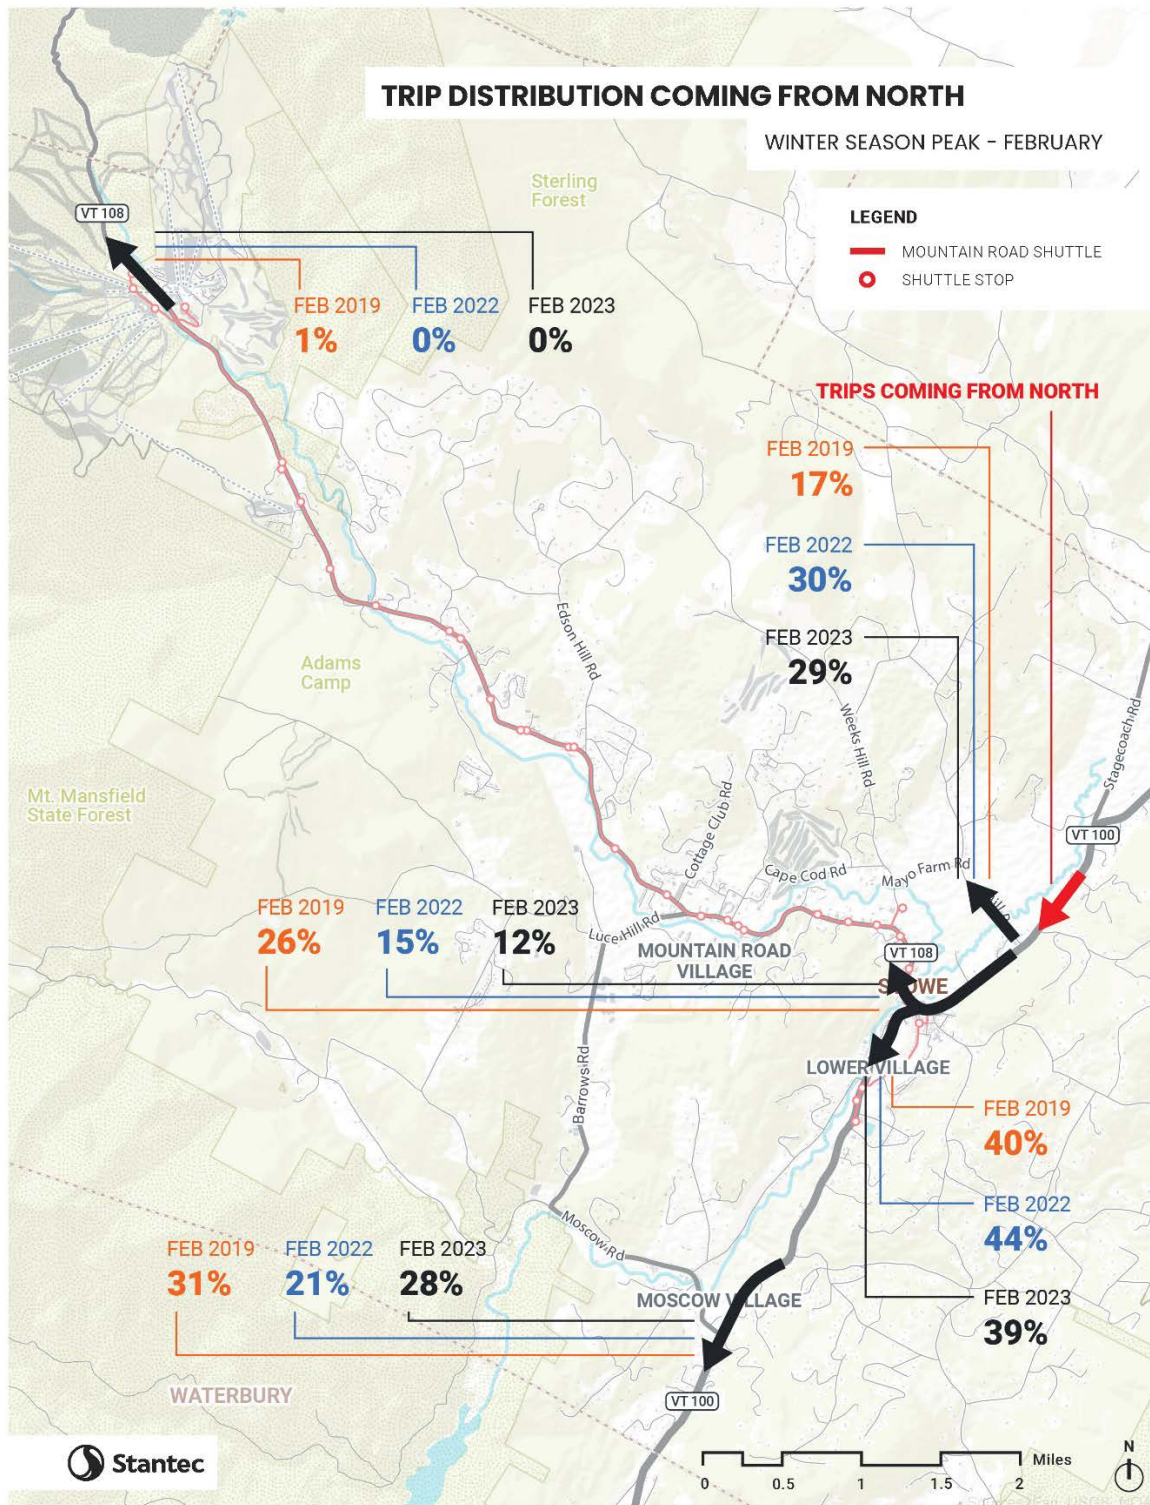 TRIP DISTRIBUTION COMING FROM NORTH
WINTER SEASON PEAK - FEBRUARY
Sterling
Forest
LEGEND
MOUNTAIN ROAD SHUTTLE
SHUTTLE STOP
VT 108
FEB 2019
1%
FEB 2022
0%
FEB 2023
0%
TRIPS COMING FROM NORTH
FEB 2019
17%
FEB 2022
30%
FEB 2023
29%
Edson Hill Rd
Adams
Camp
Weeks Hill Rd
Stagecoach Rd
Mt. Mansfield
State Forest
VT 100
Cottage Club Rd
Cape Cod Rd
Mayo Farm Rd
FEB 2019
26%
FEB 2022
15%
FEB 2023
12%
Luce Hill Rd
MOUNTAIN ROAD
VILLAGE
VT 108
STOWE
LOWER VILLAGE
Barrows Rd
FEB 2019
40%
FEB 2022
44%
FEB 2023
39%
Moscow Rd
FEB 2019
31%
FEB 2022
21%
FEB 2023
28%
MOSCOW VILLAGE
WATERBURY
VT 100
Stantec
0 0.5 1 1.5 2
Miles
N